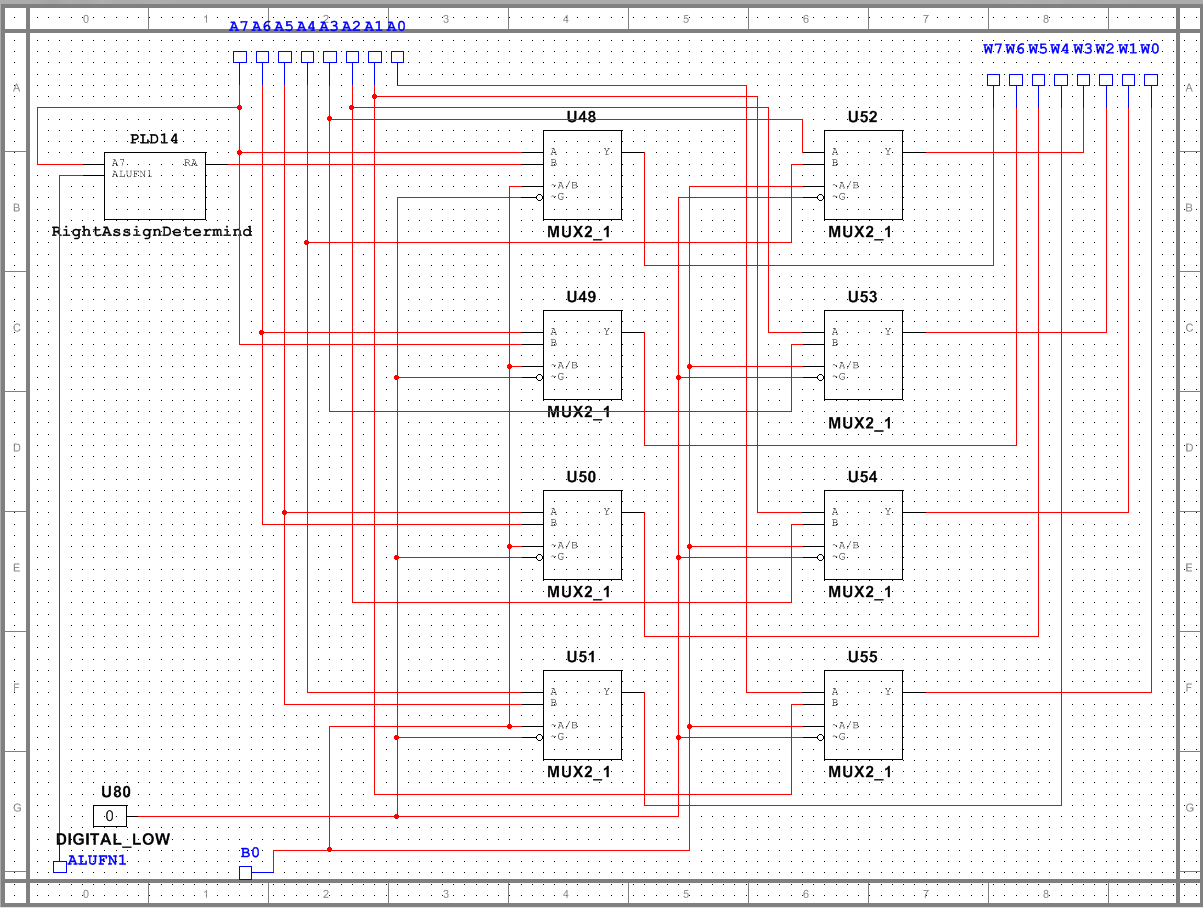 0 1 2 3 4 5 6 7 8
A7 A6 A5 A4 A3 A2 A1 A0
W7 W6 W5 W4 W3 W2 W1 W0
A A
PLD14
A7 RA
ALUFN1
RightAssignDetermind
U48
A Y
B
~A/B
~G
MUX2_1
U52
A Y
B
~A/B
~G
MUX2_1
B B
U49
A Y
B
~A/B
~G
MUX2_1
U53
A Y
B
~A/B
~G
MUX2_1
C C
D D
U50
A Y
B
~A/B
~G
MUX2_1
U54
A Y
B
~A/B
~G
MUX2_1
E E
U51
A Y
B
~A/B
~G
MUX2_1
U55
A Y
B
~A/B
~G
MUX2_1
F F
U80
0
DIGITAL_LOW
G G
ALUFN1
B0
0 1 2 3 4 5 6 7 8